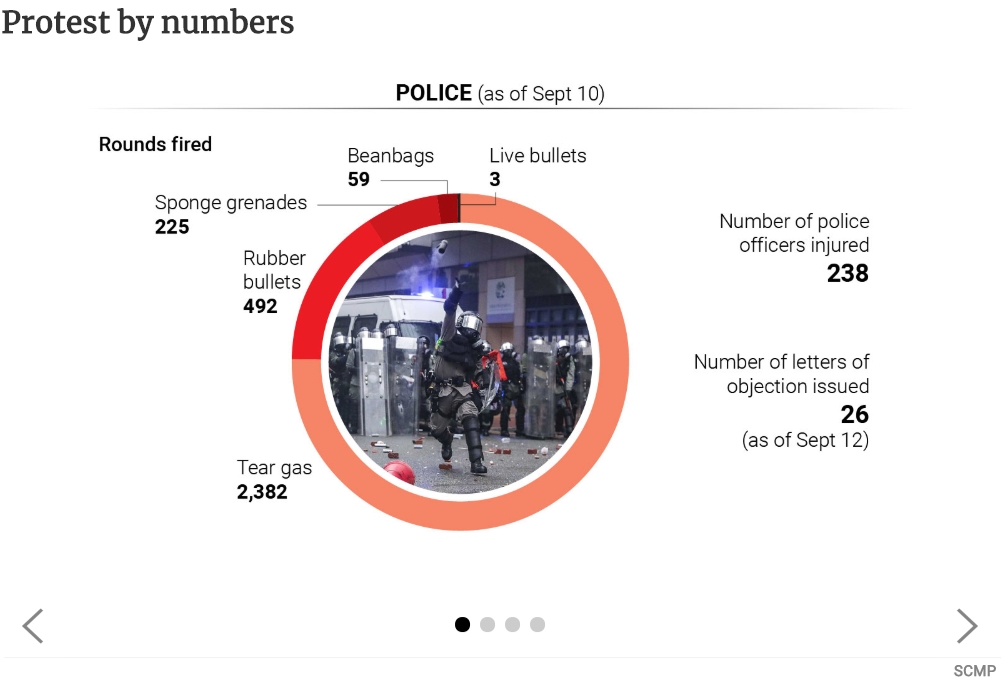 Protest by numbers
POLICE (as of Sept 10)
Rounds fired
Beanbags
59
Live bullets
3
Sponge grenades
225
Rubber
bullets
492
Tear gas
2,382
Number of police
officers injured
238
Number of letters of
objection issued
26
(as of Sept 12)
SCMP